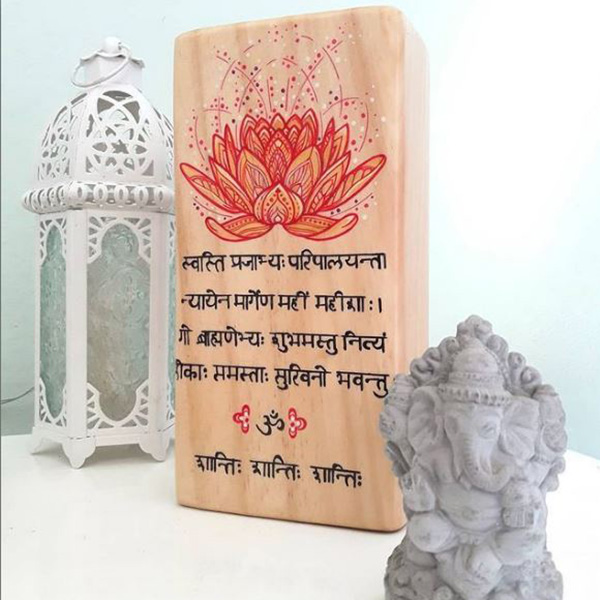 स्वस्ति प्रजाभ्यः परिपालयन्ता
न्यायेन मार्गेण महीं महीशाः।
गी ब्राह्मणेभ्यः शुभमस्तु नित्यं
समस्ताः सुखिनी भवन्तु
ॐ
शान्तिः शान्तिः शान्तिः